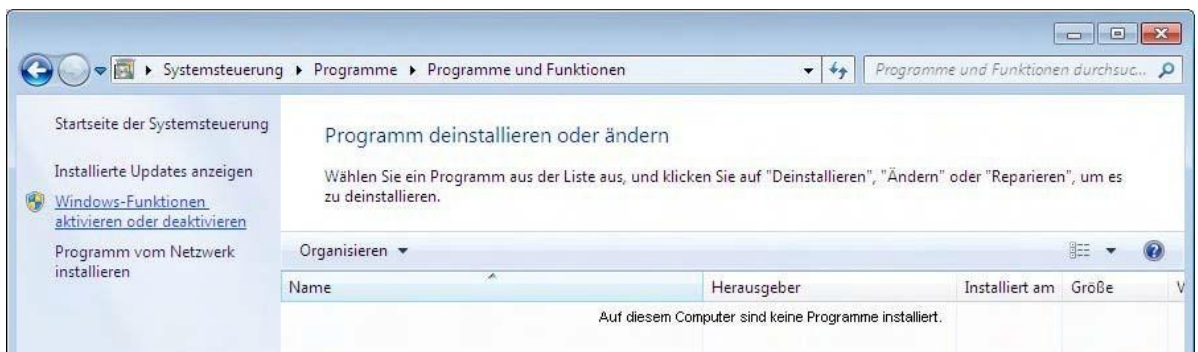 Systemsteuerung Programme Programme und Funktionen
Programme und Funktionen durchsuc...
Startseite der Systemsteuerung
Installierte Updates anzeigen
Windows-Funktionen
aktivieren oder deaktivieren
Programm vom Netzwerk
installieren
Programm deinstallieren oder ändern
Wählen Sie ein Programm aus der Liste aus, und klicken Sie auf "Deinstallieren", "Ändern" oder "Reparieren", um es
zu deinstallieren.
Organisieren
Name Herausgeber Installiert am Größe V
Auf diesem Computer sind keine Programme installiert.